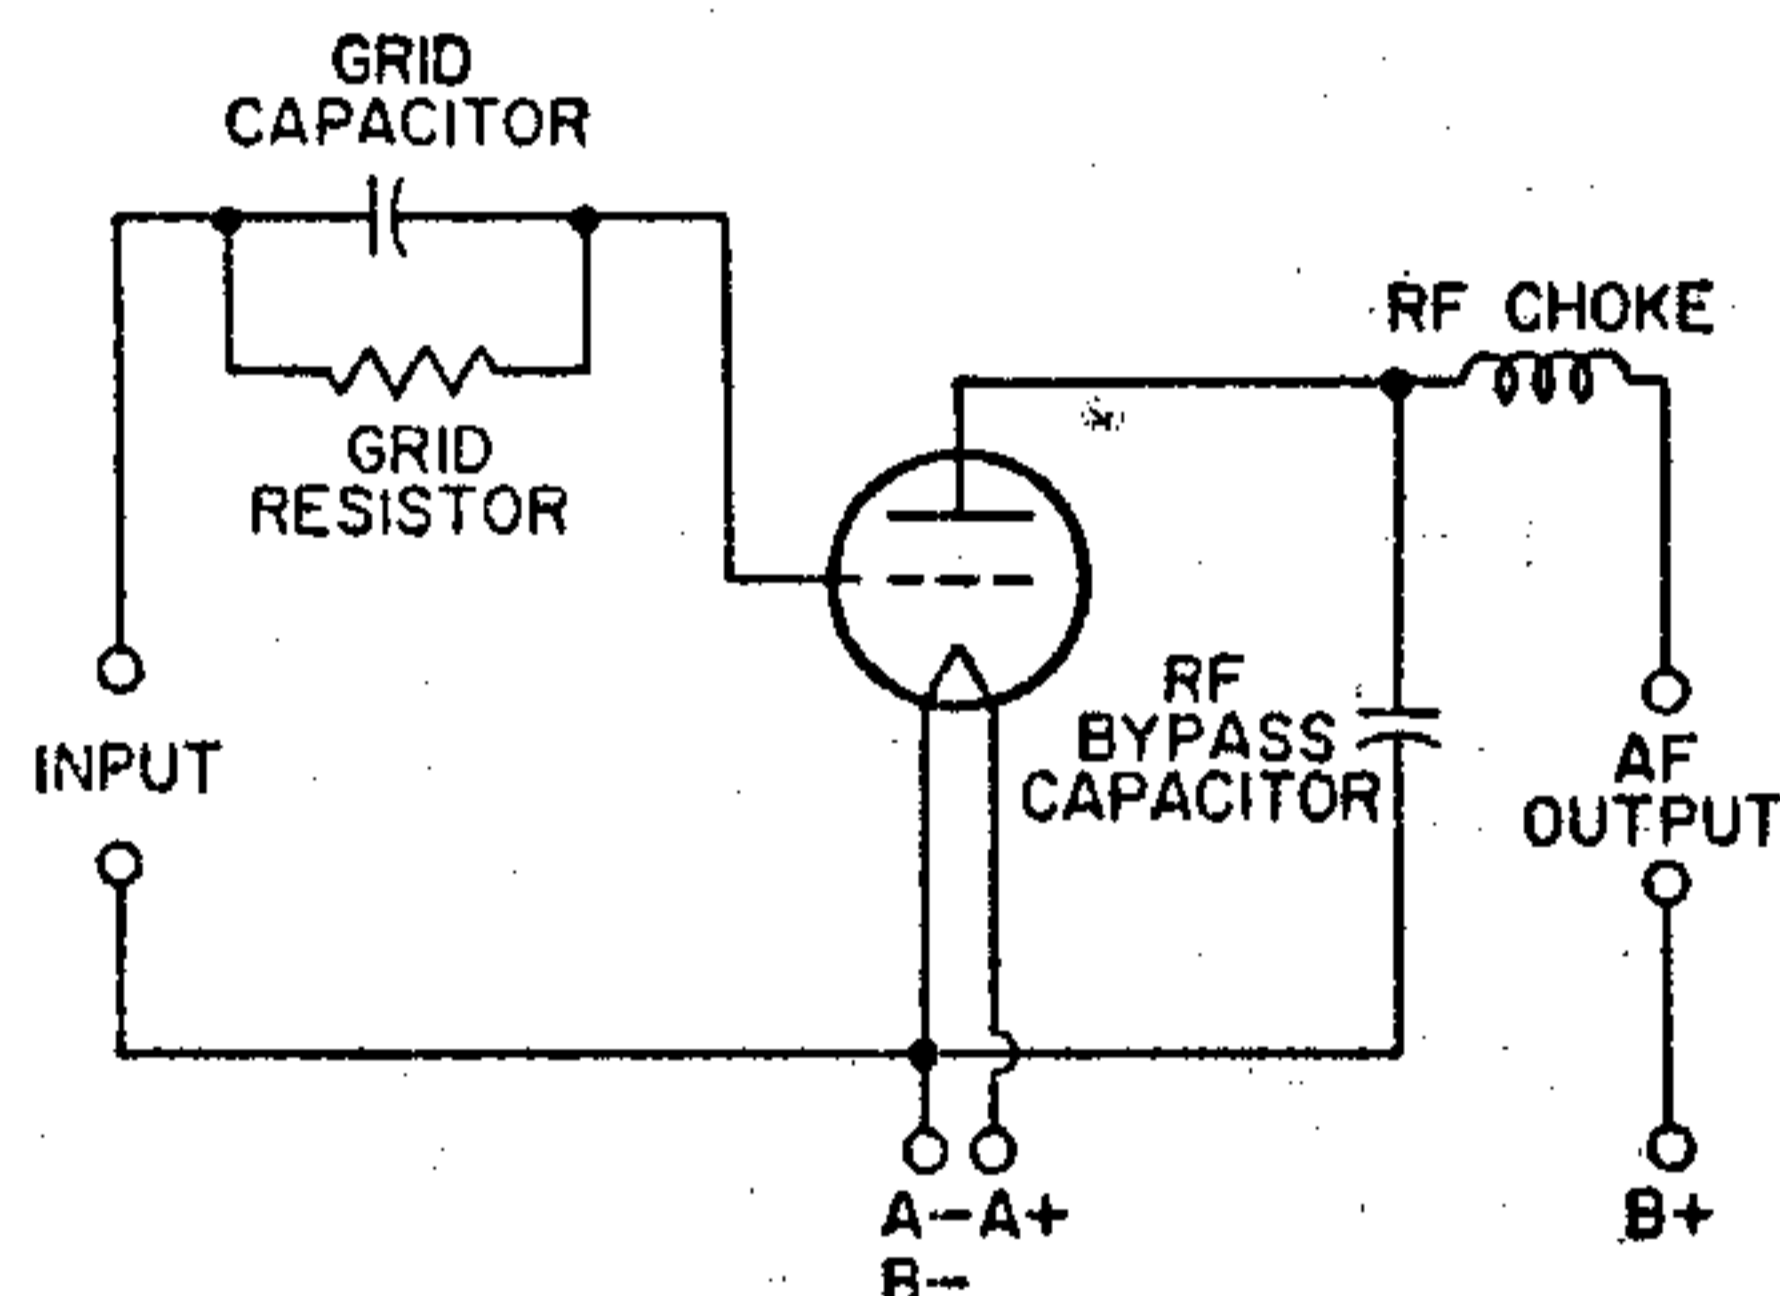 GRID
CAPACITOR
GRID
RESISTOR
RF CHOKE
INPUT
RF
BYPASS
CAPACITOR
AF
OUTPUT
A- A+
B-
B+